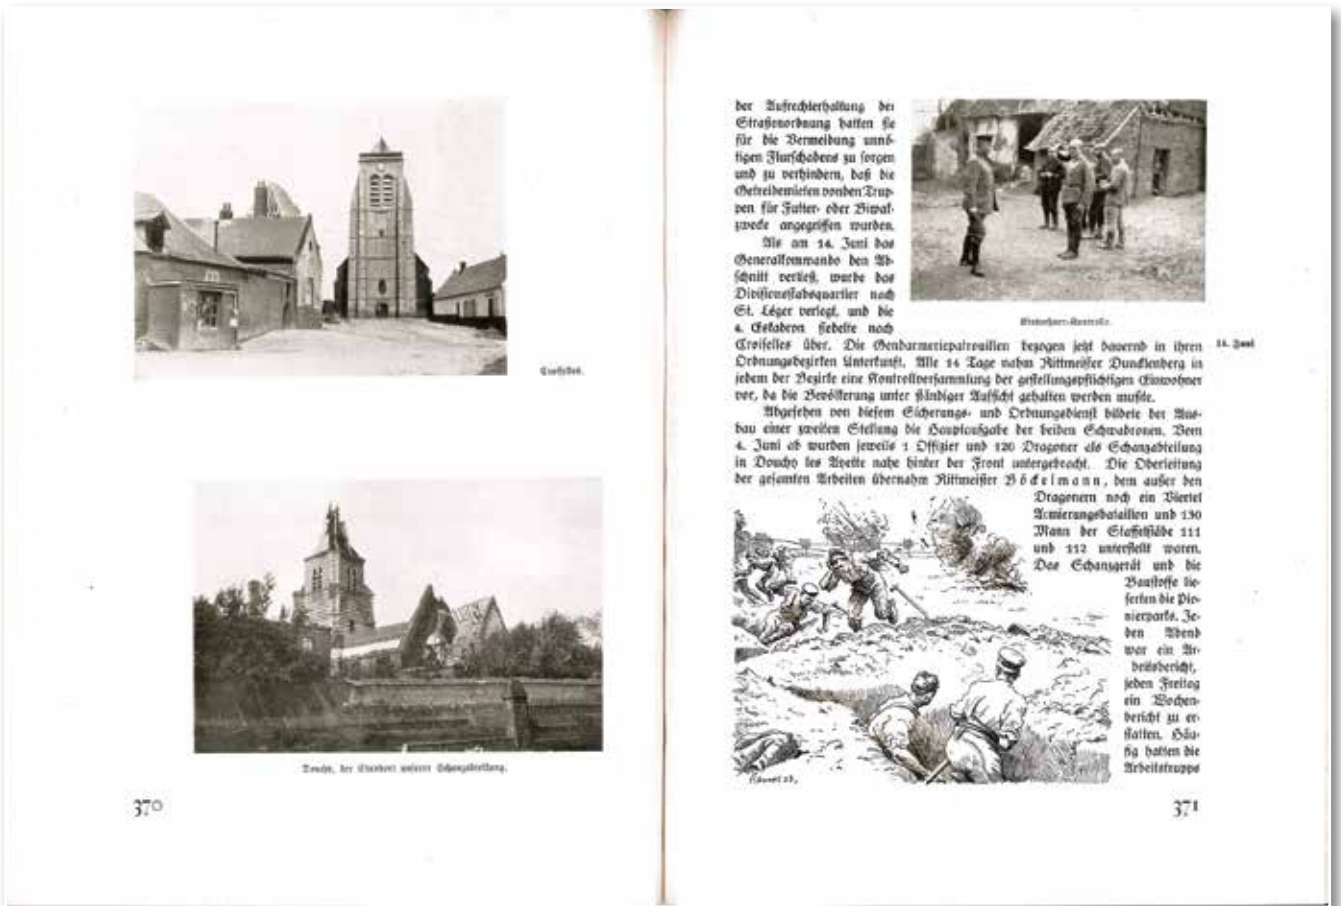 Croisilles.
Douchy, der Standort unserer Schanzabteilung.
370
der Aufrechterhaltung der
Straßenordnung hatten sie
für die Vermeidung unnö-
tigen Flurschadens zu sorgen
und zu verhindern, daß die
Getreidemieten von den Trup-
pen für Futter- oder Biwak-
zwecke angegriffen wurden.
Als am 14. Juni das
Generalkommando den Ab-
schnitt verließ, wurde das
Divisionsstabsquartier nach
St. Léger verlegt, und die
4. Eskadron siedelte nach
Einwohner-Kontrolle.
Croiselles über. Die Gendarmeriepatrouillen bezogen jetzt dauernd in ihren
14. Juni
Ordnungsbezirken Unterkunft. Alle 14 Tage nahm Rittmeister Duncklenberg in
jedem der Bezirke eine Kontrollversammlung der gestellungspflichtigen Einwohner
vor, da die Bevölkerung unter ständiger Aufsicht gehalten werden mußte.
Abgesehen von diesem Sicherungs- und Ordnungsdienst bildete der Aus-
bau einer zweiten Stellung die Hauptaufgabe der beiden Schwadronen. Vom
4. Juni ab wurden jeweils 1 Offizier und 120 Dragoner als Schanzabteilung
in Douchy les Ayette nahe hinter der Front untergebracht. Die Oberleitung
der gesamten Arbeiten übernahm Rittmeister Böckelmann, dem außer den
Dragonern noch ein Viertel
Armierungsbataillon und 130
Mann der Staffelstäbe 111
und 112 unterstellt waren.
Das Schanzgerät und die
Baustoffe lie-
ferten die Pio-
nierparks. Je-
den Abend
war ein Ar-
beitsbericht,
jeden Freitag
ein Wochen-
bericht zu er-
statten. Häu-
fig hatten die
Arbeitstrupps
371